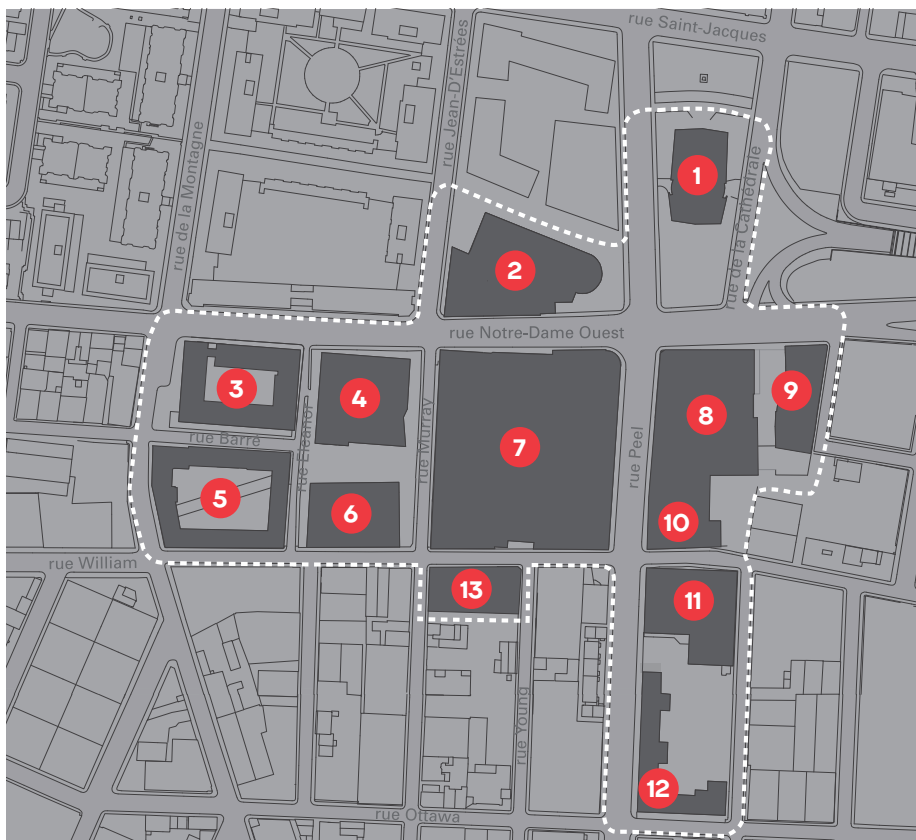 rue Saint-Jacques
rue Jean-D'Estrées
rue de la Montagne
rue de la Cathédrale
1
2
rue Notre-Dame Ouest
3
4
rue Eleanor
rue Murray
7
rue Peel
8
9
rue Barré
5
6
10
rue William
13
11
rue Young
12
rue Ottawa